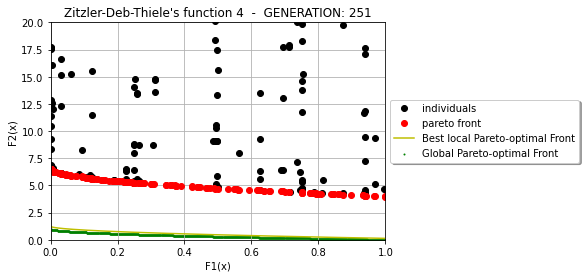 Zitzler-Deb-Thiele's function 4 - GENERATION: 251
20.0
17.5
15.0
12.5
10.0
7.5
5.0
2.5
0.0
F2(x)
0.0 0.2 0.4 0.6 0.8 1.0
F1(x)
individuals
pareto front
Best local Pareto-optimal Front
Global Pareto-optimal Front